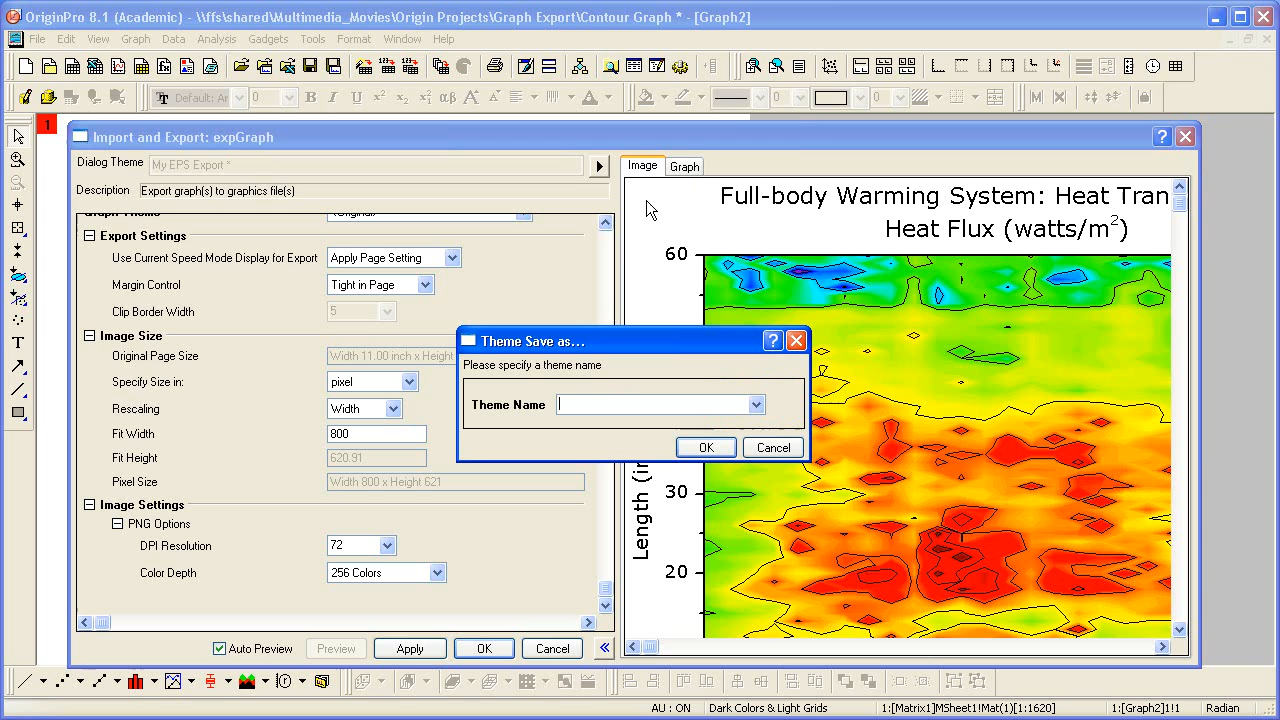 OriginPro 8.1 (Academic) - \\ffs\shared\Multimedia_Movies\Origin Projects\Graph Export\Contour Graph * - [Graph2]
File Edit View Graph Data Analysis Gadgets Tools Format Window Help
Default: Ar 0 B I U 0 0
1
Import and Export: expGraph
Dialog Theme My EPS Export *
Description Export graph(s) to graphics file(s)
Export Settings
Use Current Speed Mode Display for Export Apply Page Setting
Margin Control Tight in Page
Clip Border Width 5
Image Size
Original Page Size Width 11.00 inch x Height
Specify Size in: pixel
Rescaling Width
Fit Width 800
Fit Height 620.91
Pixel Size Width 800 x Height 621
Image Settings
PNG Options
DPI Resolution 72
Color Depth 256 Colors
Auto Preview Preview Apply OK Cancel
Theme Save as...
Please specify a theme name
Theme Name
OK Cancel
Image Graph
Full-body Warming System: Heat Tran
Heat Flux (watts/m²)
60
30
20
Length (in
AU : ON Dark Colors & Light Grids 1:[Matrix1]MSheet1!Mat(1)[1:1620] 1:[Graph2]1!1 Radian